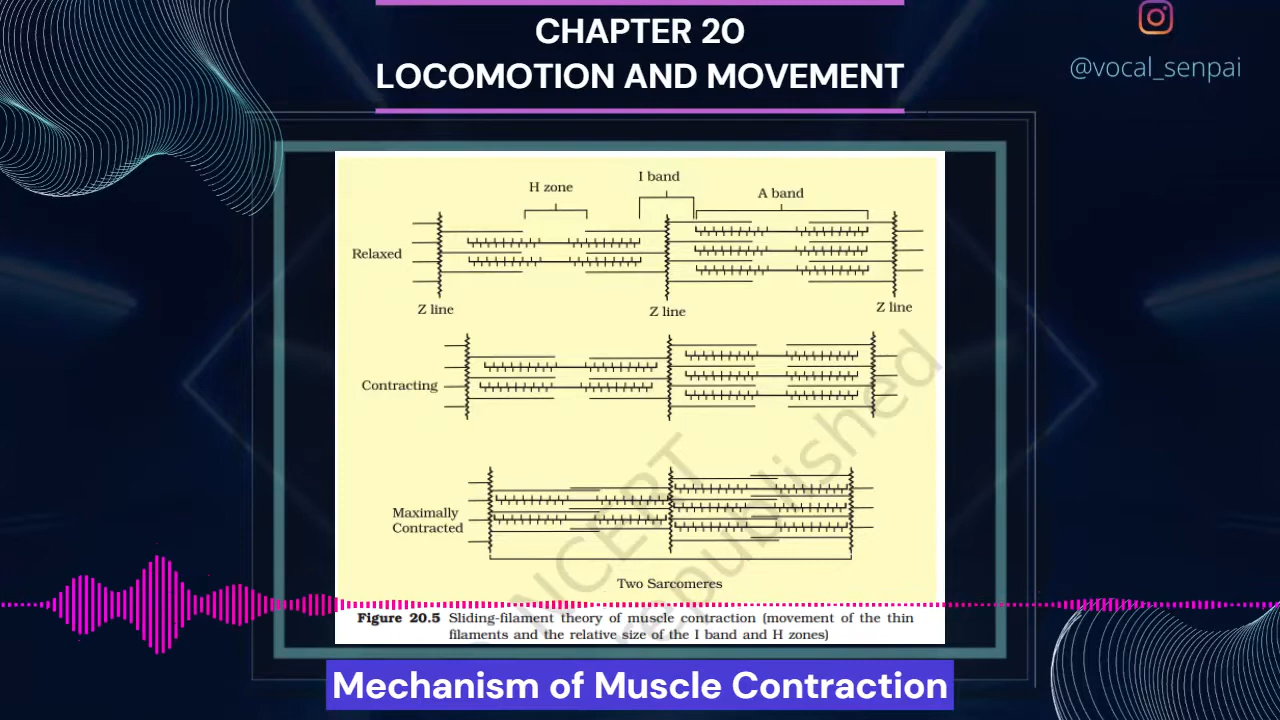 CHAPTER 20
LOCOMOTION AND MOVEMENT
@vocal_senpai
I band
H zone
A band
Relaxed
Z line
Z line
Z line
Contracting
Maximally
Contracted
Two Sarcomeres
NCERT
republished
Figure 20.5 Sliding-filament theory of muscle contraction (movement of the thin
filaments and the relative size of the I band and H zones)
Mechanism of Muscle Contraction